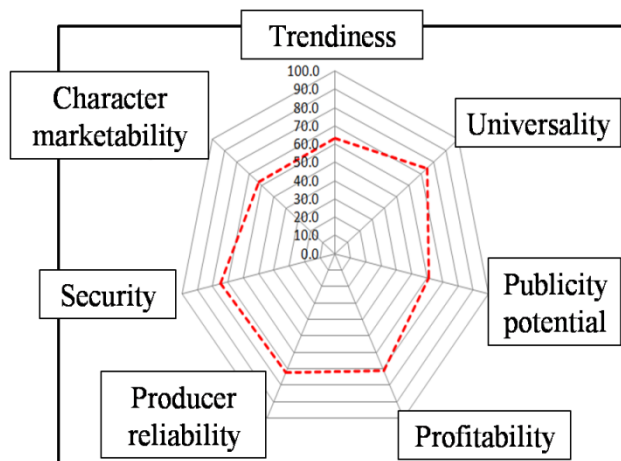 Trendiness
Character
marketability
Universality
100.0
90.0
80.0
70.0
60.0
50.0
40.0
30.0
20.0
10.0
0.0
Security
Publicity
potential
Producer
reliability
Profitability